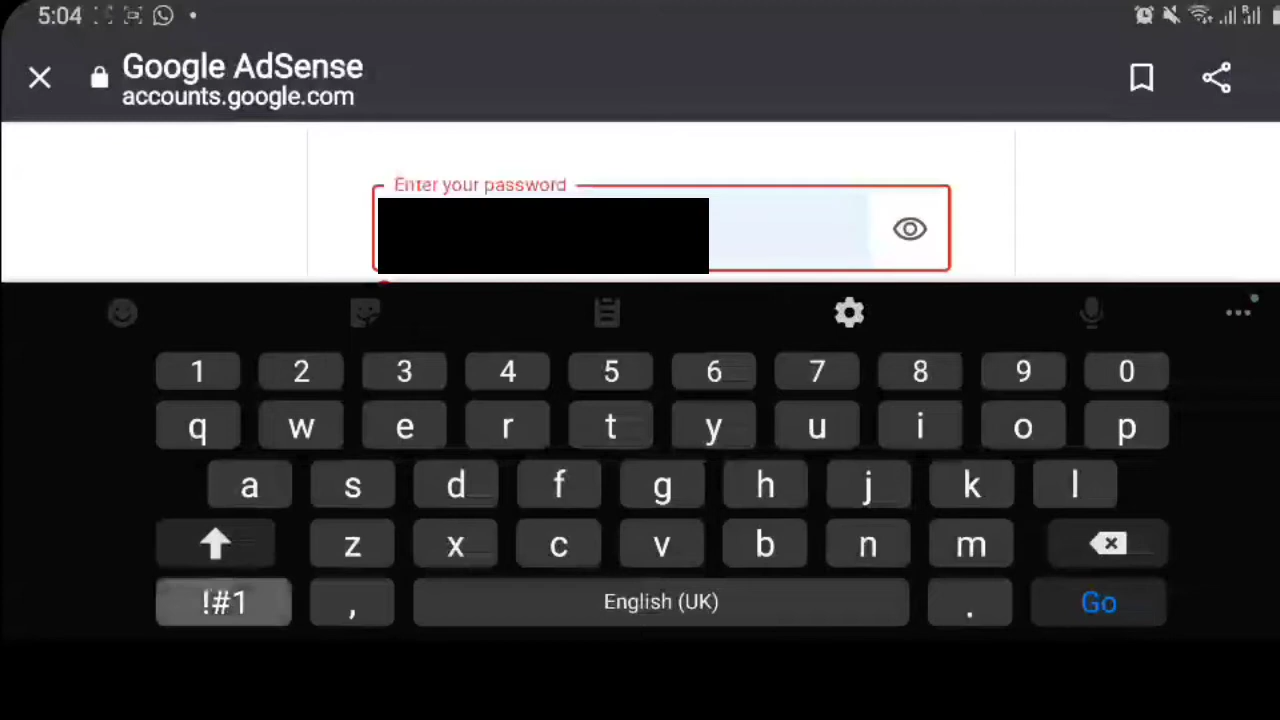 5:04
Google AdSense
accounts.google.com
Enter your password
1 2 3 4 5 6 7 8 9 0
q w e r t y u i o p
a s d f g h j k l
z x c v b n m
!#1 , English (UK) . Go